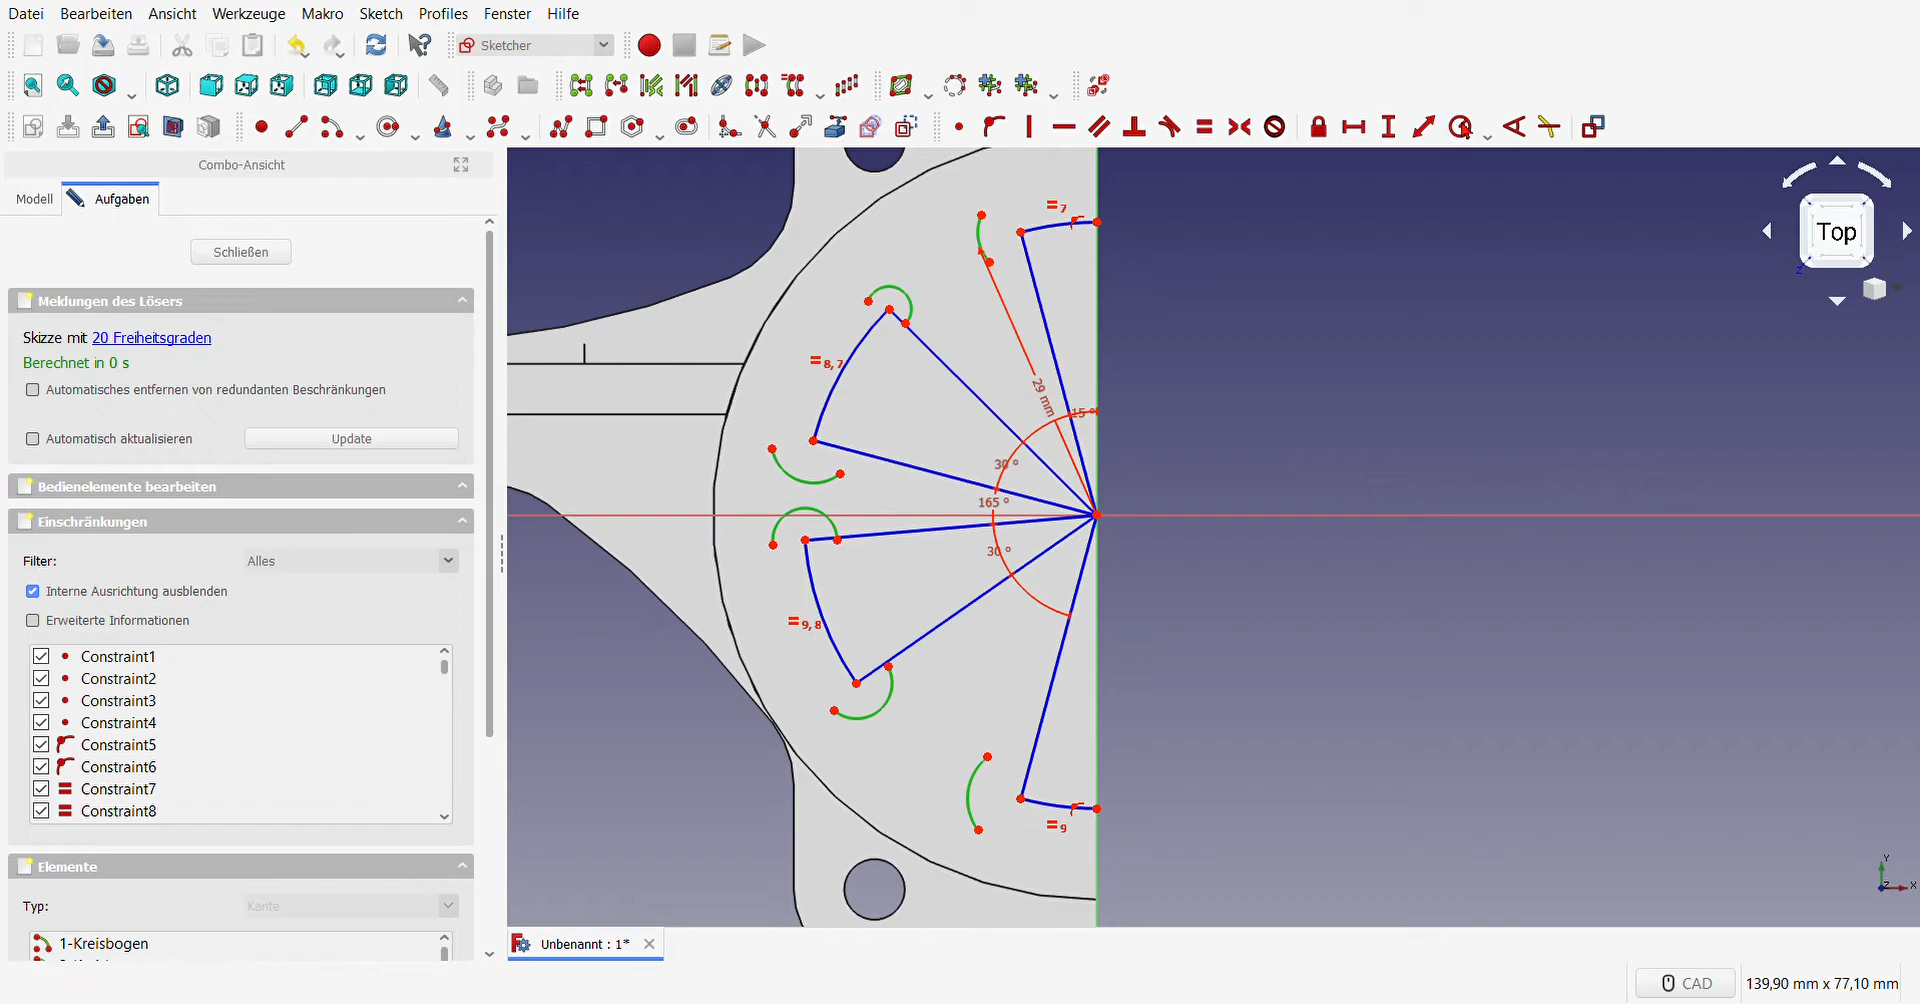 Datei Bearbeiten Ansicht Werkzeuge Makro Sketch Profiles Fenster Hilfe
Sketcher
Combo-Ansicht
Modell Aufgaben
Schließen
Meldungen des Lösers
Skizze mit 20 Freiheitsgraden
Berechnet in 0 s
Automatisches entfernen von redundanten Beschränkungen
Automatisch aktualisieren Update
Bedienelemente bearbeiten
Einschränkungen
Filter: Alles
Interne Ausrichtung ausblenden
Erweiterte Informationen
Constraint1
Constraint2
Constraint3
Constraint4
Constraint5
Constraint6
Constraint7
Constraint8
Elemente
Typ: Kante
1-Kreisbogen
=7
=8, 7
29 mm
15 °
30 °
165 °
30 °
=9, 8
=9
Top
Z
Y
Z X
Unbenannt : 1*
CAD 139,90 mm x 77,10 mm